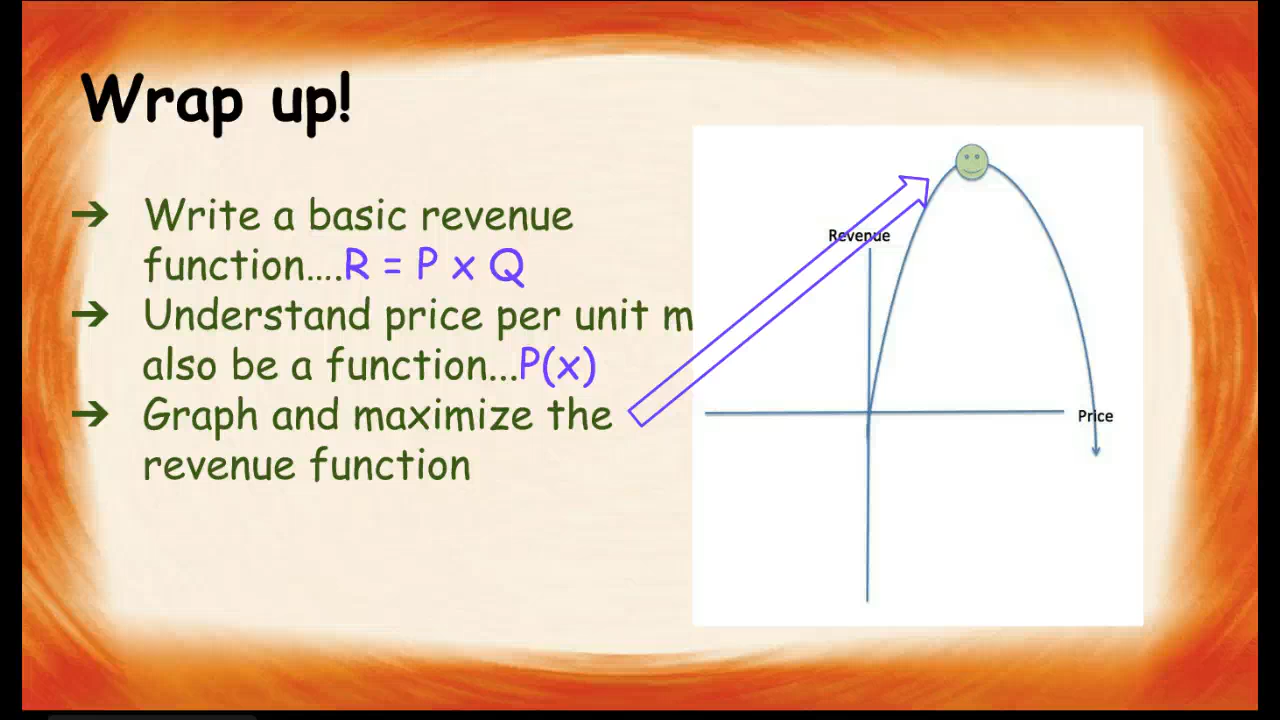 Wrap up!
➔ Write a basic revenue
function....R = P x Q
➔ Understand price per unit m
also be a function...P(x)
➔ Graph and maximize the
revenue function
Revenue
Price